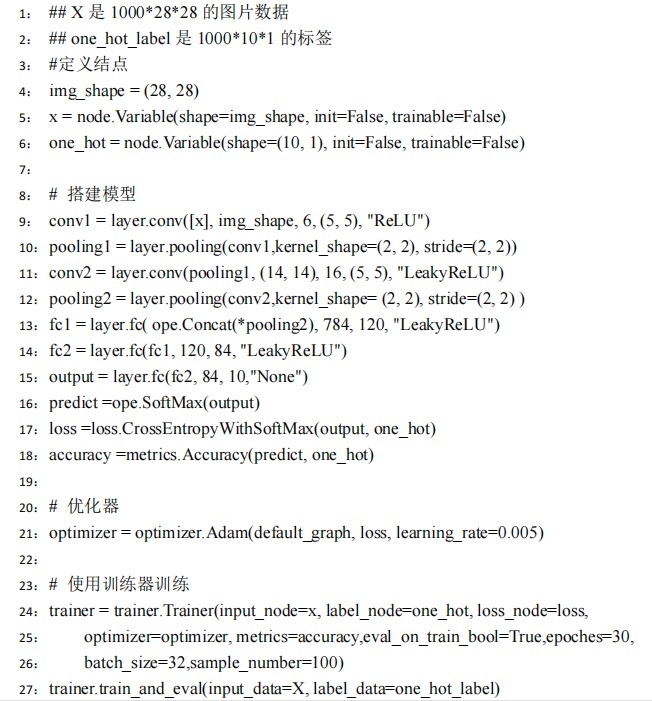 1: ## X 是 1000*28*28 的图片数据
2: ## one_hot_label 是 1000*10*1 的标签
3: #定义结点
4: img_shape = (28, 28)
5: x = node.Variable(shape=img_shape, init=False, trainable=False)
6: one_hot = node.Variable(shape=(10, 1), init=False, trainable=False)
7:
8: # 搭建模型
9: conv1 = layer.conv([x], img_shape, 6, (5, 5), "ReLU")
10: pooling1 = layer.pooling(conv1,kernel_shape=(2, 2), stride=(2, 2))
11: conv2 = layer.conv(pooling1, (14, 14), 16, (5, 5), "LeakyReLU")
12: pooling2 = layer.pooling(conv2,kernel_shape= (2, 2), stride=(2, 2) )
13: fc1 = layer.fc( ope.Concat(*pooling2), 784, 120, "LeakyReLU")
14: fc2 = layer.fc(fc1, 120, 84, "LeakyReLU")
15: output = layer.fc(fc2, 84, 10,"None")
16: predict =ope.SoftMax(output)
17: loss =loss.CrossEntropyWithSoftMax(output, one_hot)
18: accuracy =metrics.Accuracy(predict, one_hot)
19:
20: # 优化器
21: optimizer = optimizer.Adam(default_graph, loss, learning_rate=0.005)
22:
23: # 使用训练器训练
24: trainer = trainer.Trainer(input_node=x, label_node=one_hot, loss_node=loss,
25: optimizer=optimizer, metrics=accuracy,eval_on_train_bool=True,epoches=30,
26: batch_size=32,sample_number=100)
27: trainer.train_and_eval(input_data=X, label_data=one_hot_label)